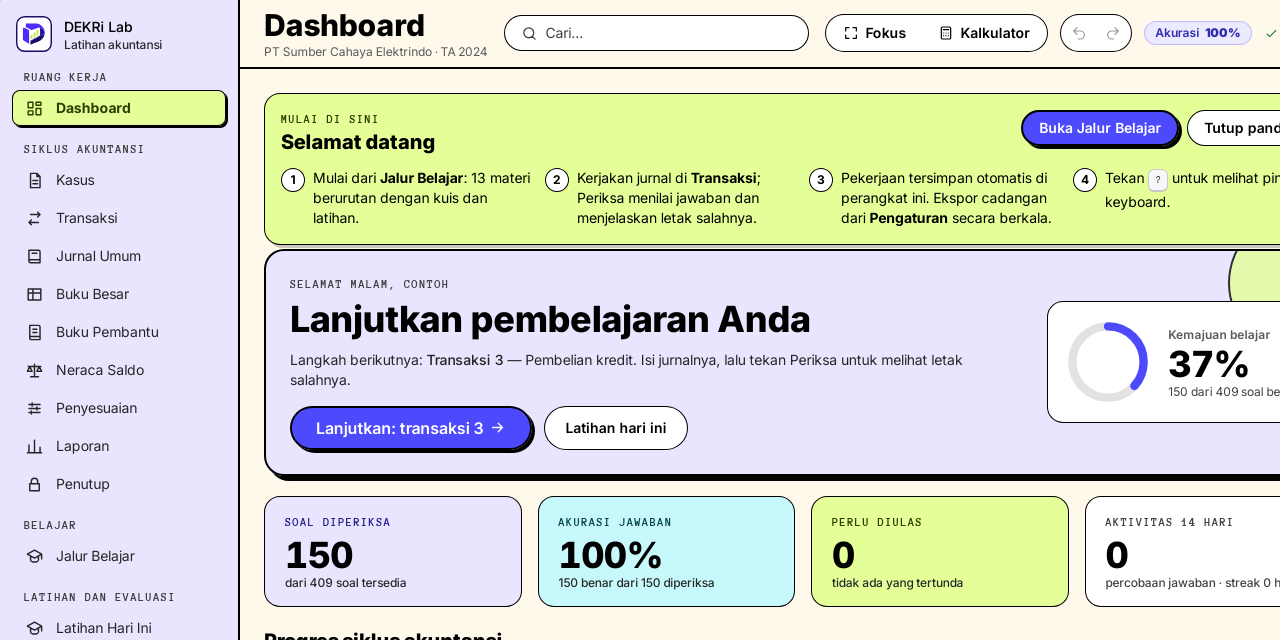 DEKRi Lab
Latihan akuntansi
RUANG KERJA
Dashboard
SIKLUS AKUNTANSI
Kasus
Transaksi
Jurnal Umum
Buku Besar
Buku Pembantu
Neraca Saldo
Penyesuaian
Laporan
Penutup
BELAJAR
Jalur Belajar
LATIHAN DAN EVALUASI
Latihan Hari Ini
Dashboard
PT Sumber Cahaya Elektrindo · TA 2024
Cari...
Fokus
Kalkulator
Akurasi 100%
MULAI DI SINI
Selamat datang
Buka Jalur Belajar
Tutup pand
1 Mulai dari Jalur Belajar: 13 materi
berurutan dengan kuis dan
latihan.
2 Kerjakan jurnal di Transaksi;
Periksa menilai jawaban dan
menjelaskan letak salahnya.
3 Pekerjaan tersimpan otomatis di
perangkat ini. Ekspor cadangan
dari Pengaturan secara berkala.
4 Tekan ? untuk melihat pin
keyboard.
SELAMAT MALAM, CONTOH
Lanjutkan pembelajaran Anda
Langkah berikutnya: Transaksi 3 — Pembelian kredit. Isi jurnalnya, lalu tekan Periksa untuk melihat letak
salahnya.
Lanjutkan: transaksi 3 →
Latihan hari ini
Kemajuan belajar
37%
150 dari 409 soal be
SOAL DIPERIKSA
150
dari 409 soal tersedia
AKURASI JAWABAN
100%
150 benar dari 150 diperiksa
PERLU DIULAS
0
tidak ada yang tertunda
AKTIVITAS 14 HARI
0
percobaan jawaban · streak 0 h
Progres siklus akuntansi